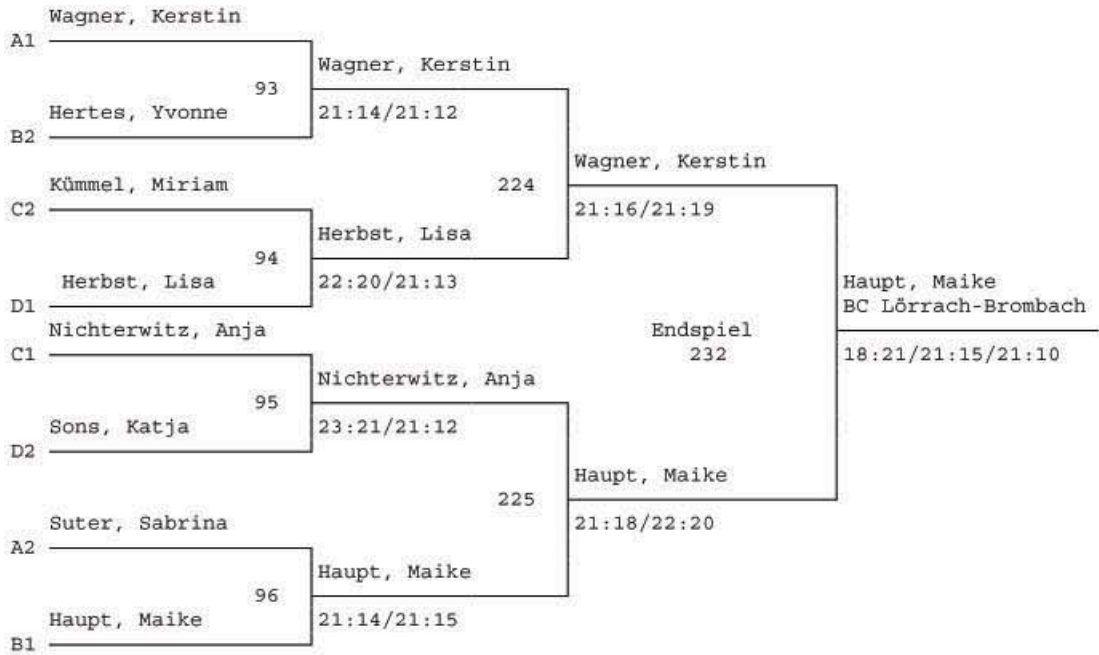 Wagner, Kerstin
A1
Wagner, Kerstin
93
Hertes, Yvonne
21:14/21:12
B2
Wagner, Kerstin
Kümmel, Miriam
224
C2
21:16/21:19
Herbst, Lisa
94
Herbst, Lisa
22:20/21:13
Haupt, Maike
D1
BC Lörrach-Brombach
Nichterwitz, Anja
Endspiel
C1
232
18:21/21:15/21:10
Nichterwitz, Anja
95
Sons, Katja
23:21/21:12
D2
Haupt, Maike
225
Suter, Sabrina
21:18/22:20
A2
Haupt, Maike
96
Haupt, Maike
21:14/21:15
B1